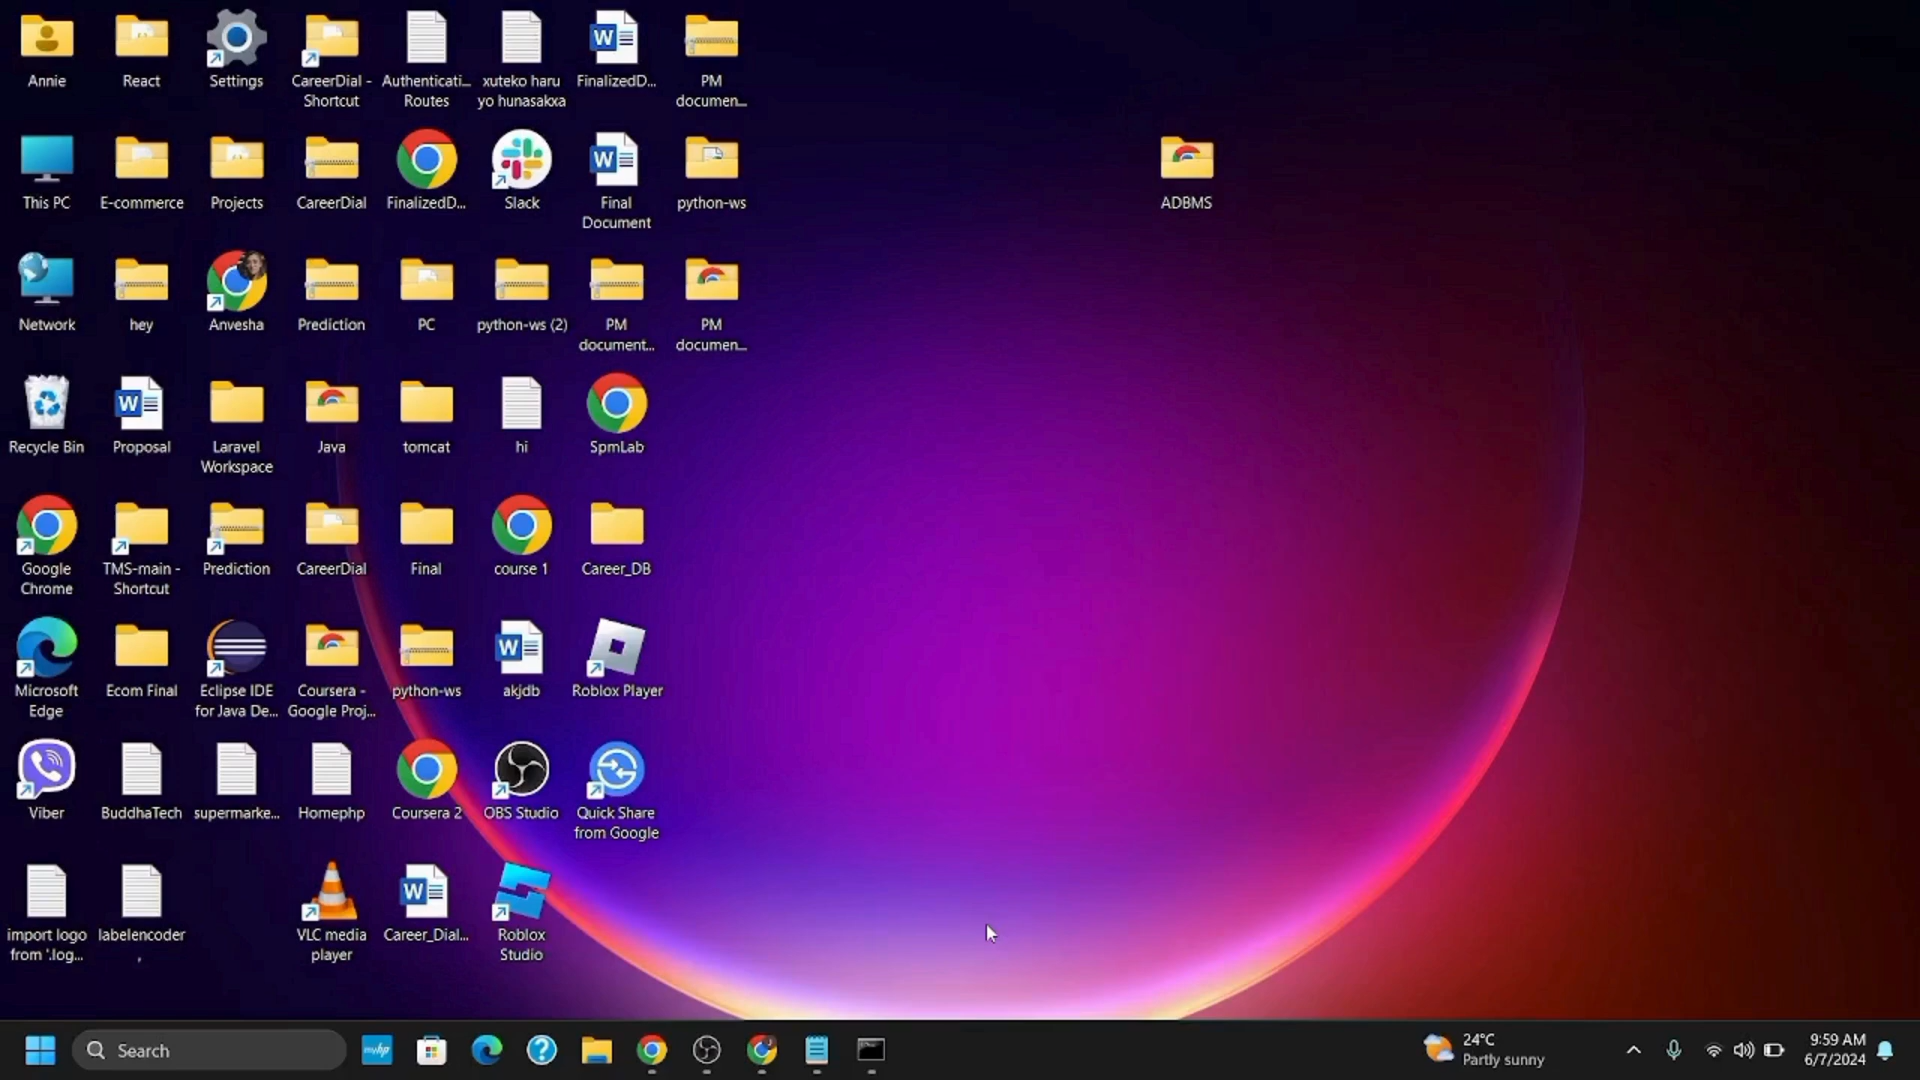 Annie
React
Settings
CareerDial -
Shortcut
Authenticati...
Routes
xuteko haru
yo hunasakxa
FinalizedD...
PM
documen...
This PC
E-commerce
Projects
CareerDial
FinalizedD...
Slack
Final
Document
python-ws
ADBMS
Network
hey
Anvesha
Prediction
PC
python-ws (2)
PM
document...
PM
documen...
Recycle Bin
Proposal
Laravel
Workspace
Java
tomcat
hi
SpmLab
Google
Chrome
TMS-main -
Shortcut
Prediction
CareerDial
Final
course 1
Career_DB
Microsoft
Edge
Ecom Final
Eclipse IDE
for Java De...
Coursera -
Google Proj...
python-ws
akjdb
Roblox Player
Viber
BuddhaTech
supermarke...
Homephp
Coursera 2
OBS Studio
Quick Share
from Google
import logo
from '.log...
labelencoder
,
VLC media
player
Career_Dial...
Roblox
Studio
Search
myhp
24°C
Partly sunny
9:59 AM
6/7/2024